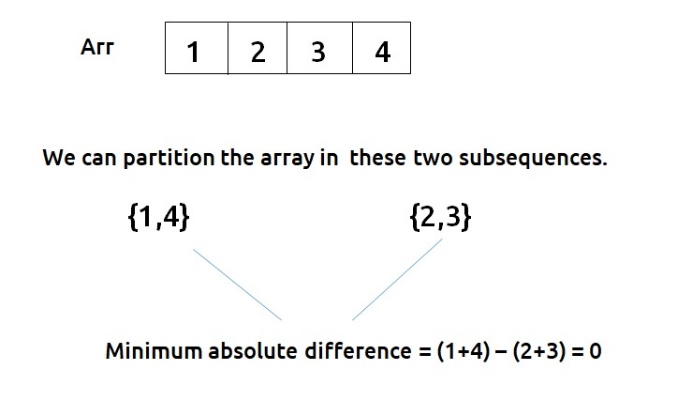 Arr 1 2 3 4
We can partition the array in these two subsequences.
{1,4} {2,3}
Minimum absolute difference = (1+4) – (2+3) = 0